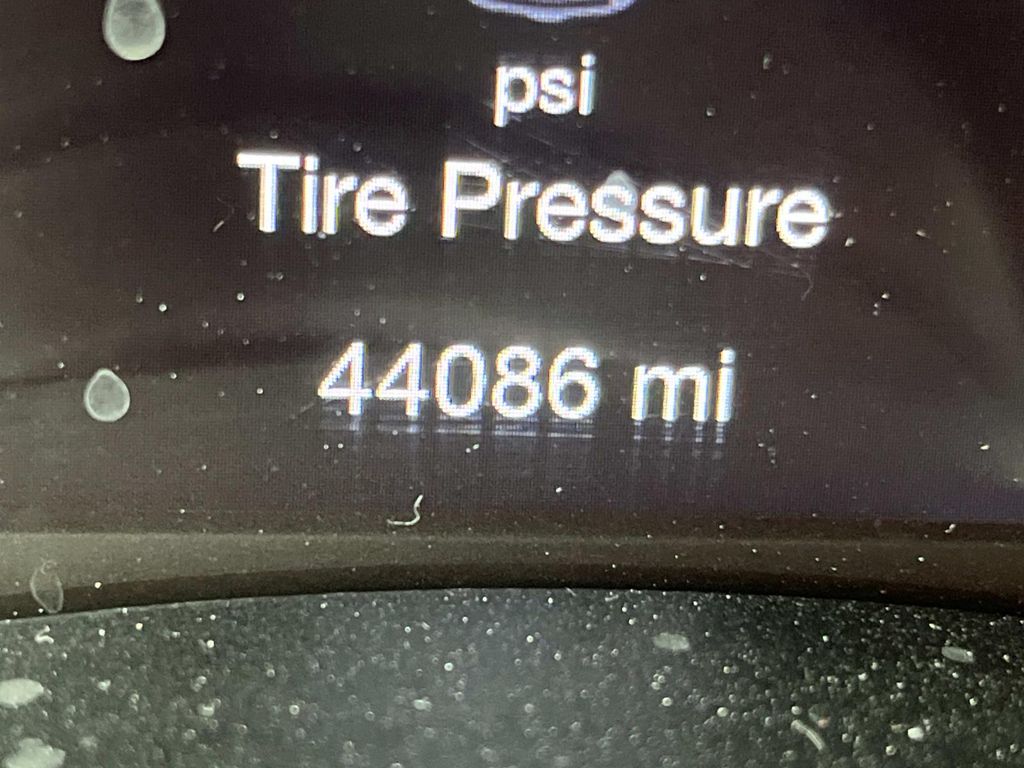 psi
Tire Pressure
44086 mi